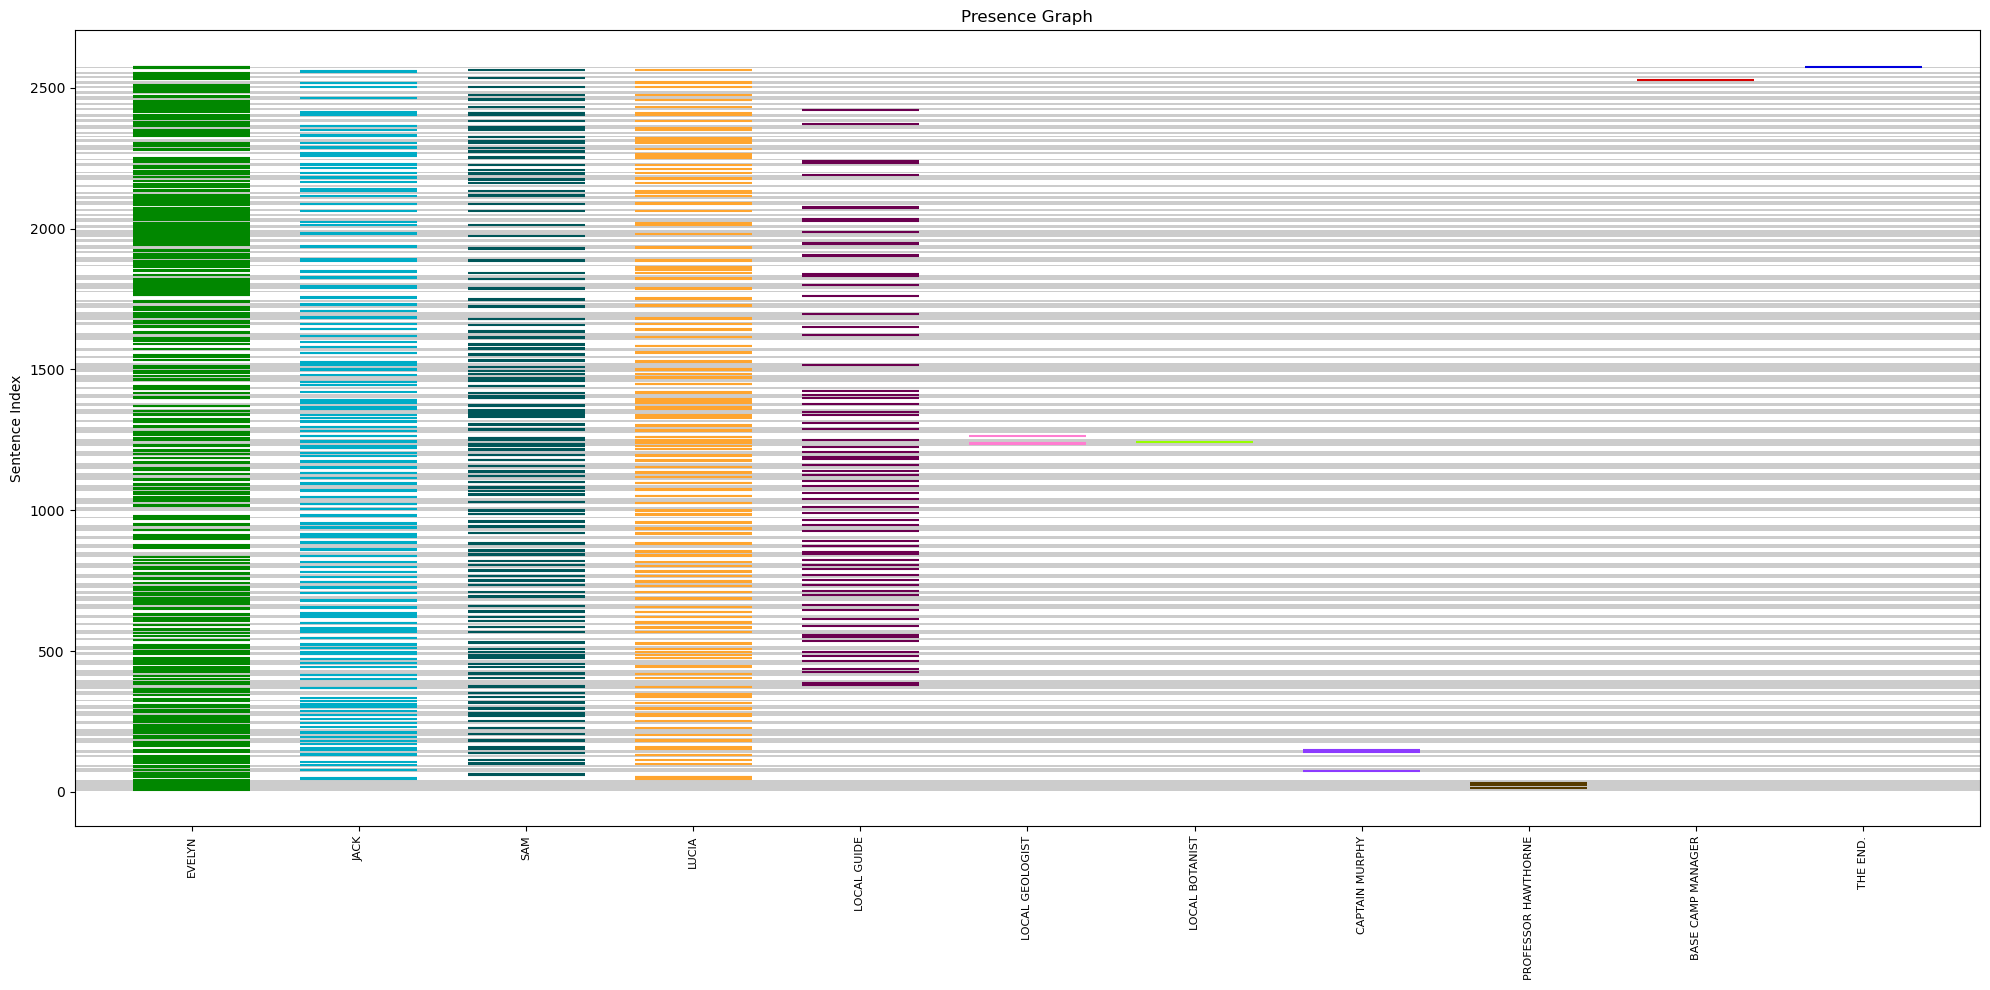 Presence Graph
2500
2000
1500
1000
500
0
Sentence Index
EVELYN
JACK
SAM
LUCIA
LOCAL GUIDE
LOCAL GEOLOGIST
LOCAL BOTANIST
CAPTAIN MURPHY
PROFESSOR HAWTHORNE
BASE CAMP MANAGER
THE END.